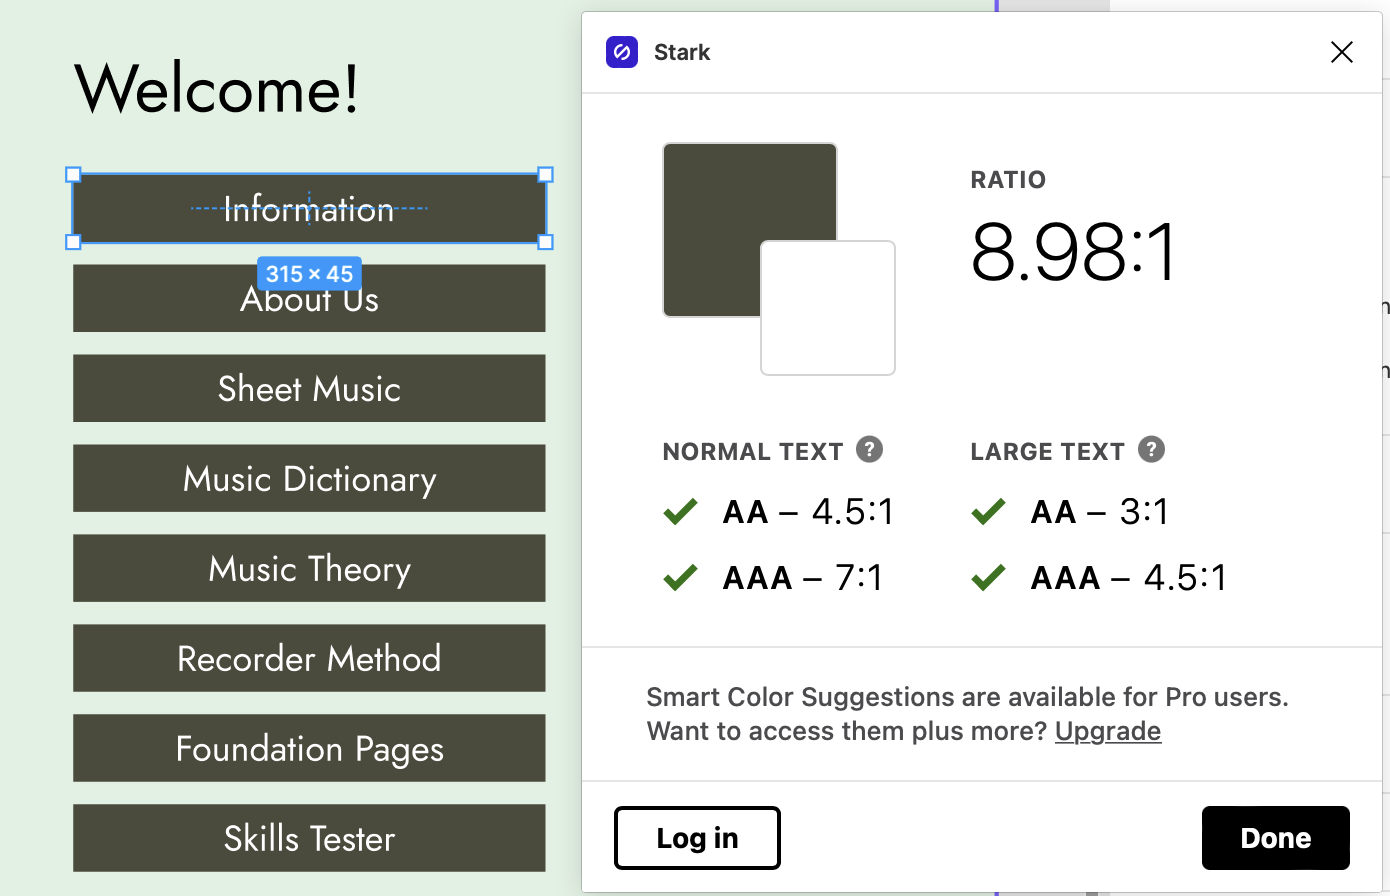 Welcome!
Information
315 × 45
About Us
Sheet Music
Music Dictionary
Music Theory
Recorder Method
Foundation Pages
Skills Tester
Stark
RATIO
8.98:1
NORMAL TEXT ?
AA – 4.5:1
AAA – 7:1
LARGE TEXT ?
AA – 3:1
AAA – 4.5:1
Smart Color Suggestions are available for Pro users.
Want to access them plus more? Upgrade
Log in
Done